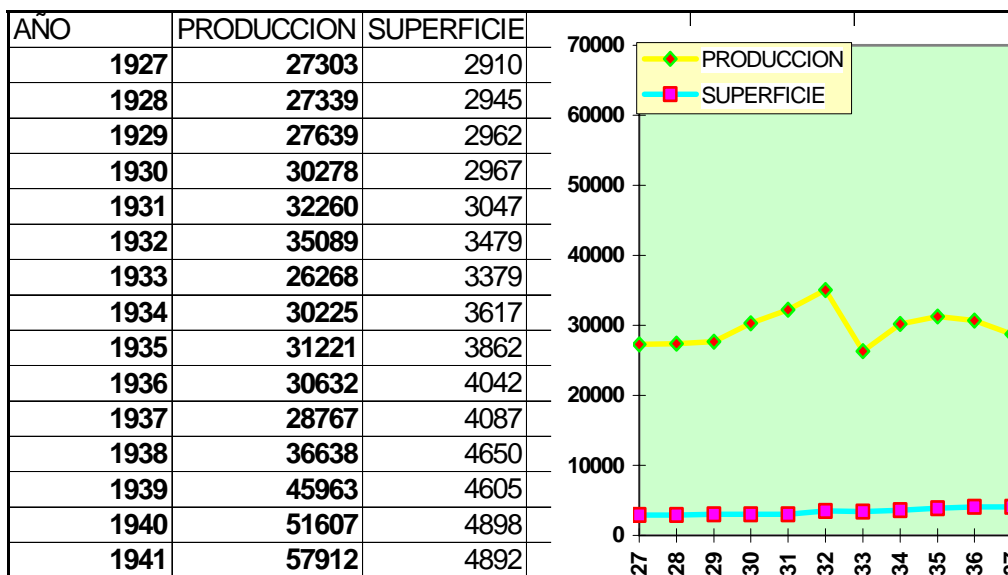 AÑO PRODUCCION SUPERFICIE
1927 27303 2910
1928 27339 2945
1929 27639 2962
1930 30278 2967
1931 32260 3047
1932 35089 3479
1933 26268 3379
1934 30225 3617
1935 31221 3862
1936 30632 4042
1937 28767 4087
1938 36638 4650
1939 45963 4605
1940 51607 4898
1941 57912 4892
70000
60000
50000
40000
30000
20000
10000
0
PRODUCCION
SUPERFICIE
27 28 29 30 31 32 33 34 35 36 37